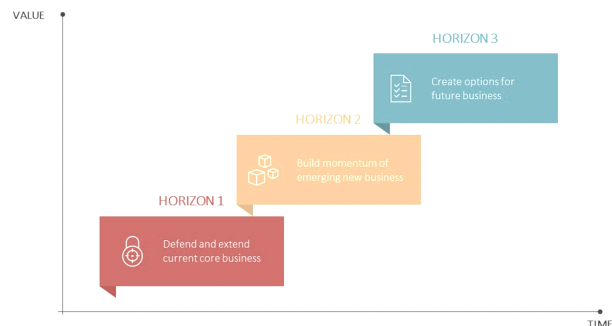 VALUE
HORIZON 3
Create options for
future business
HORIZON 2
Build momentum of
emerging new business
HORIZON 1
Defend and extend
current core business
TIME